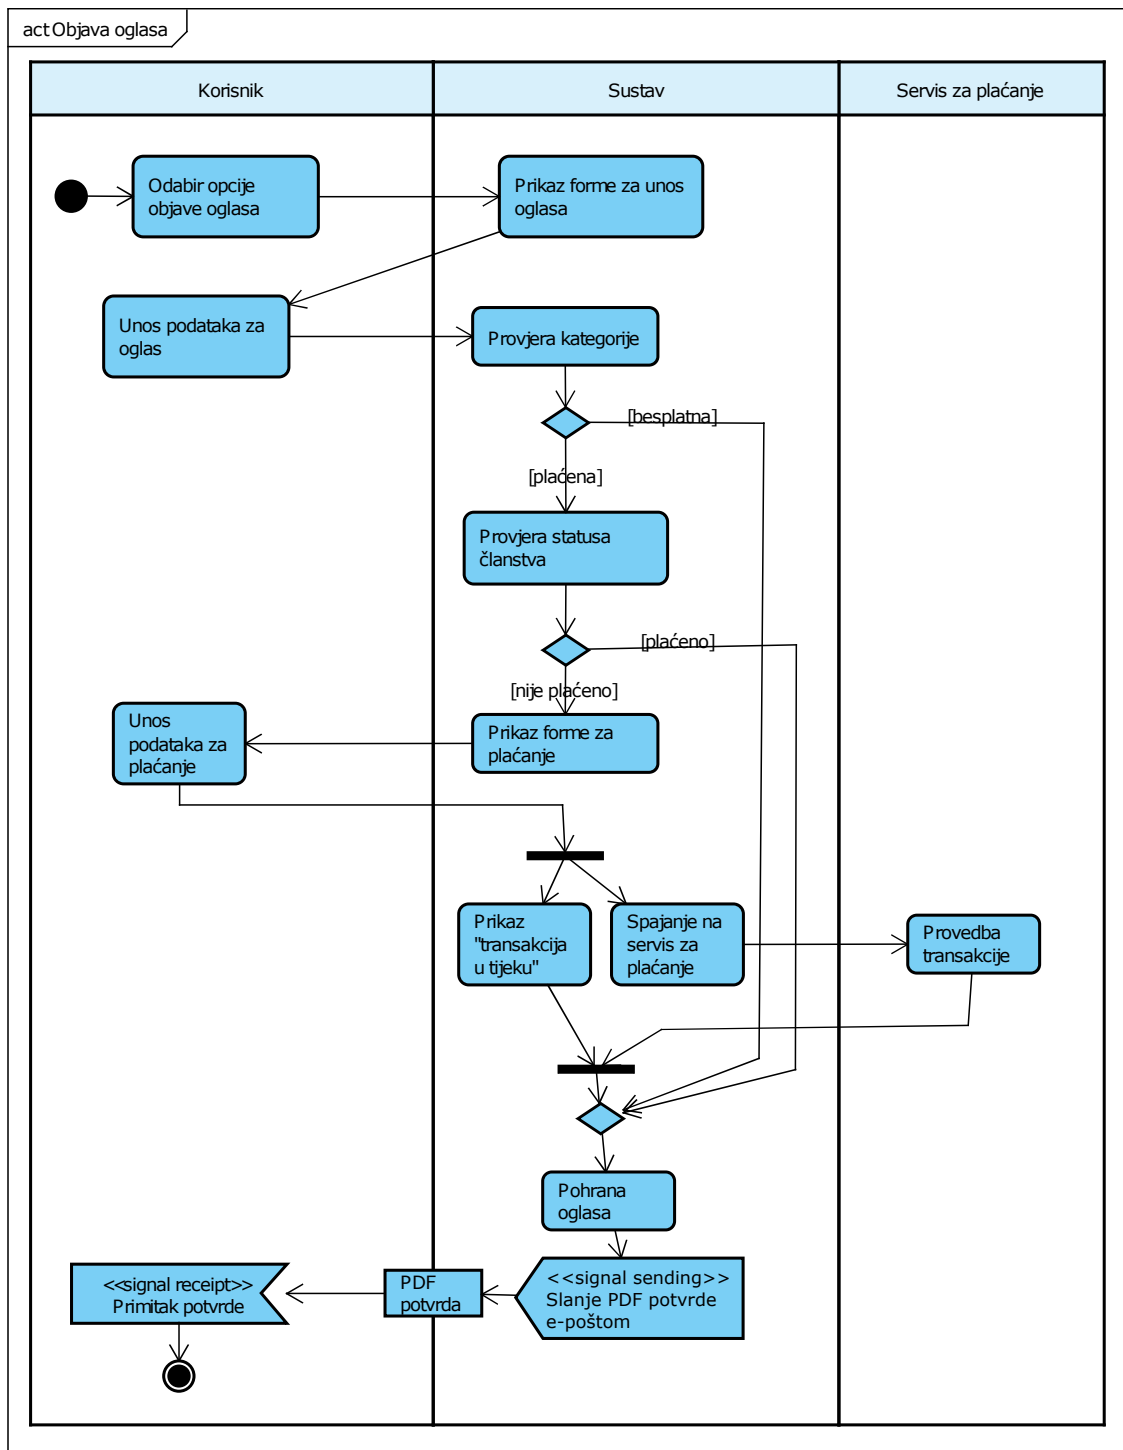 act Objava oglasa
Korisnik
Sustav
Servis za plaćanje
Odabir opcije
objave oglasa
Prikaz forme za unos
oglasa
Unos podataka za
oglas
Provjera kategorije
[besplatna]
[plaćena]
Provjera statusa
članstva
[plaćeno]
[nije plaćeno]
Unos
podataka za
plaćanje
Prikaz forme za
plaćanje
Prikaz
"transakcija
u tijeku"
Spajanje na
servis za
plaćanje
Provedba
transakcije
Pohrana
oglasa
<<signal receipt>>
Primitak potvrde
PDF
potvrda
<<signal sending>>
Slanje PDF potvrde
e-poštom